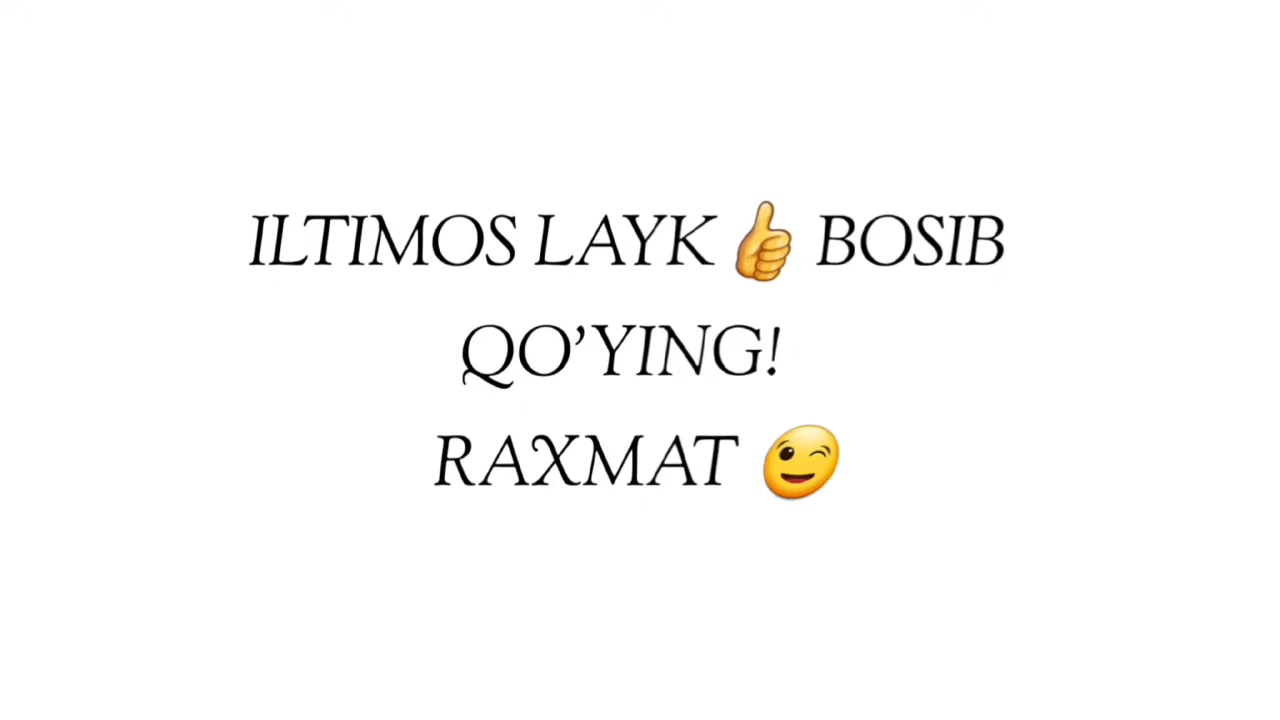 ILTIMOS LAYK 👍 BOSIB
QO’YING!
RAXMAT 😉